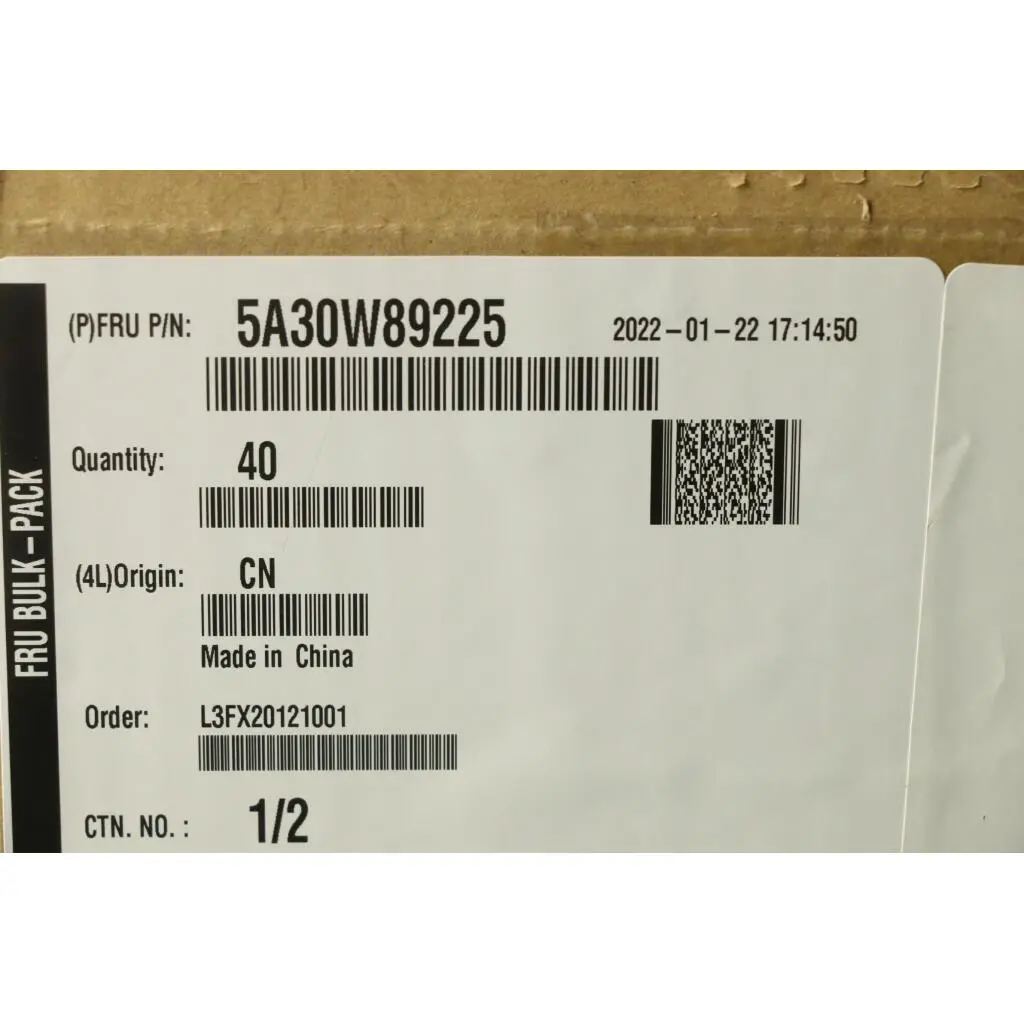 (P)FRU P/N: 5A30W89225 2022-01-22 17:14:50
Quantity: 40
(4L)Origin: CN
Made in China
Order: L3FX20121001
CTN. NO. : 1/2
FRU BULK-PACK